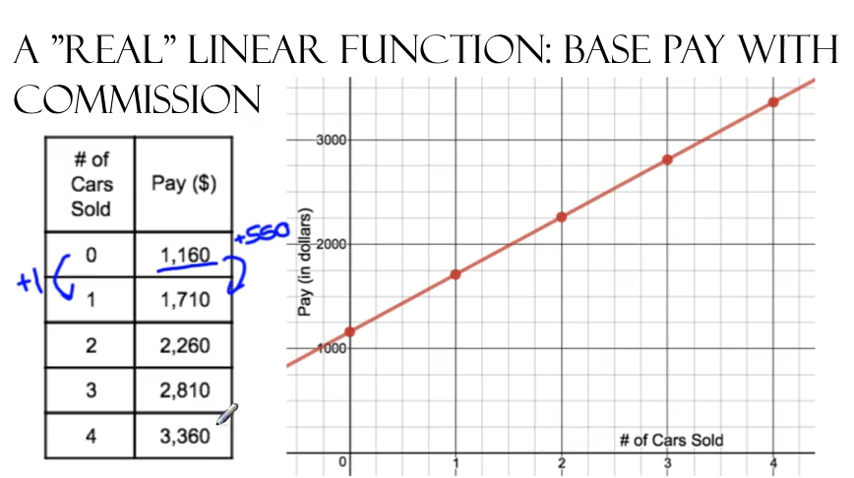 A "REAL" LINEAR FUNCTION: BASE PAY WITH
COMMISSION
# of
Cars
Sold
Pay ($)
0 1,160
1 1,710
2 2,260
3 2,810
4 3,360
+1
+550
Pay (in dollars)
3000
2000
1000
# of Cars Sold
0 1 2 3 4